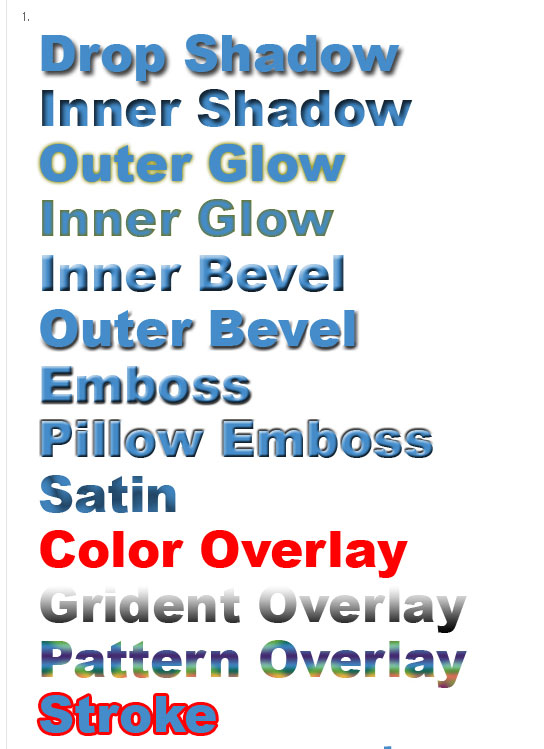 1.
Drop Shadow
Inner Shadow
Outer Glow
Inner Glow
Inner Bevel
Outer Bevel
Emboss
Pillow Emboss
Satin
Color Overlay
Grident Overlay
Pattern Overlay
Stroke